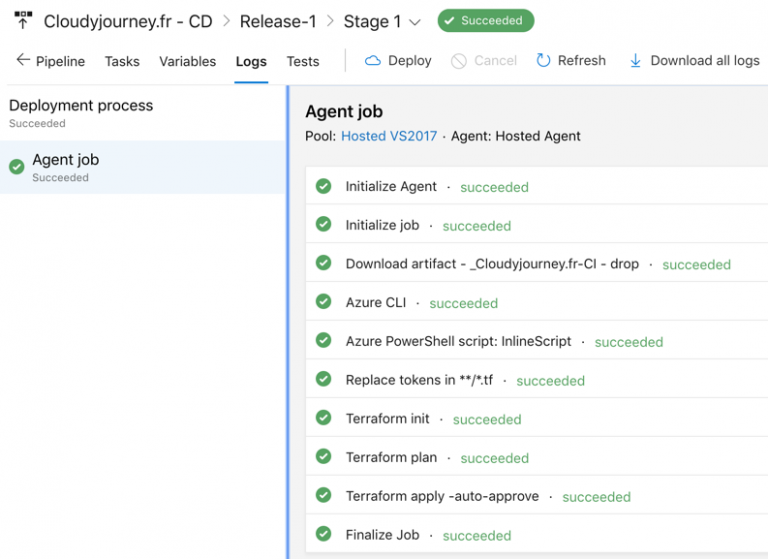 Cloudyjourney.fr - CD > Release-1 > Stage 1 Succeeded
Pipeline Tasks Variables Logs Tests Deploy Cancel Refresh Download all logs
Deployment process
Succeeded
Agent job
Succeeded
Agent job
Pool: Hosted VS2017 · Agent: Hosted Agent
Initialize Agent · succeeded
Initialize job · succeeded
Download artifact - _Cloudyjourney.fr-CI - drop · succeeded
Azure CLI · succeeded
Azure PowerShell script: InlineScript · succeeded
Replace tokens in **/*.tf · succeeded
Terraform init · succeeded
Terraform plan · succeeded
Terraform apply -auto-approve · succeeded
Finalize Job · succeeded